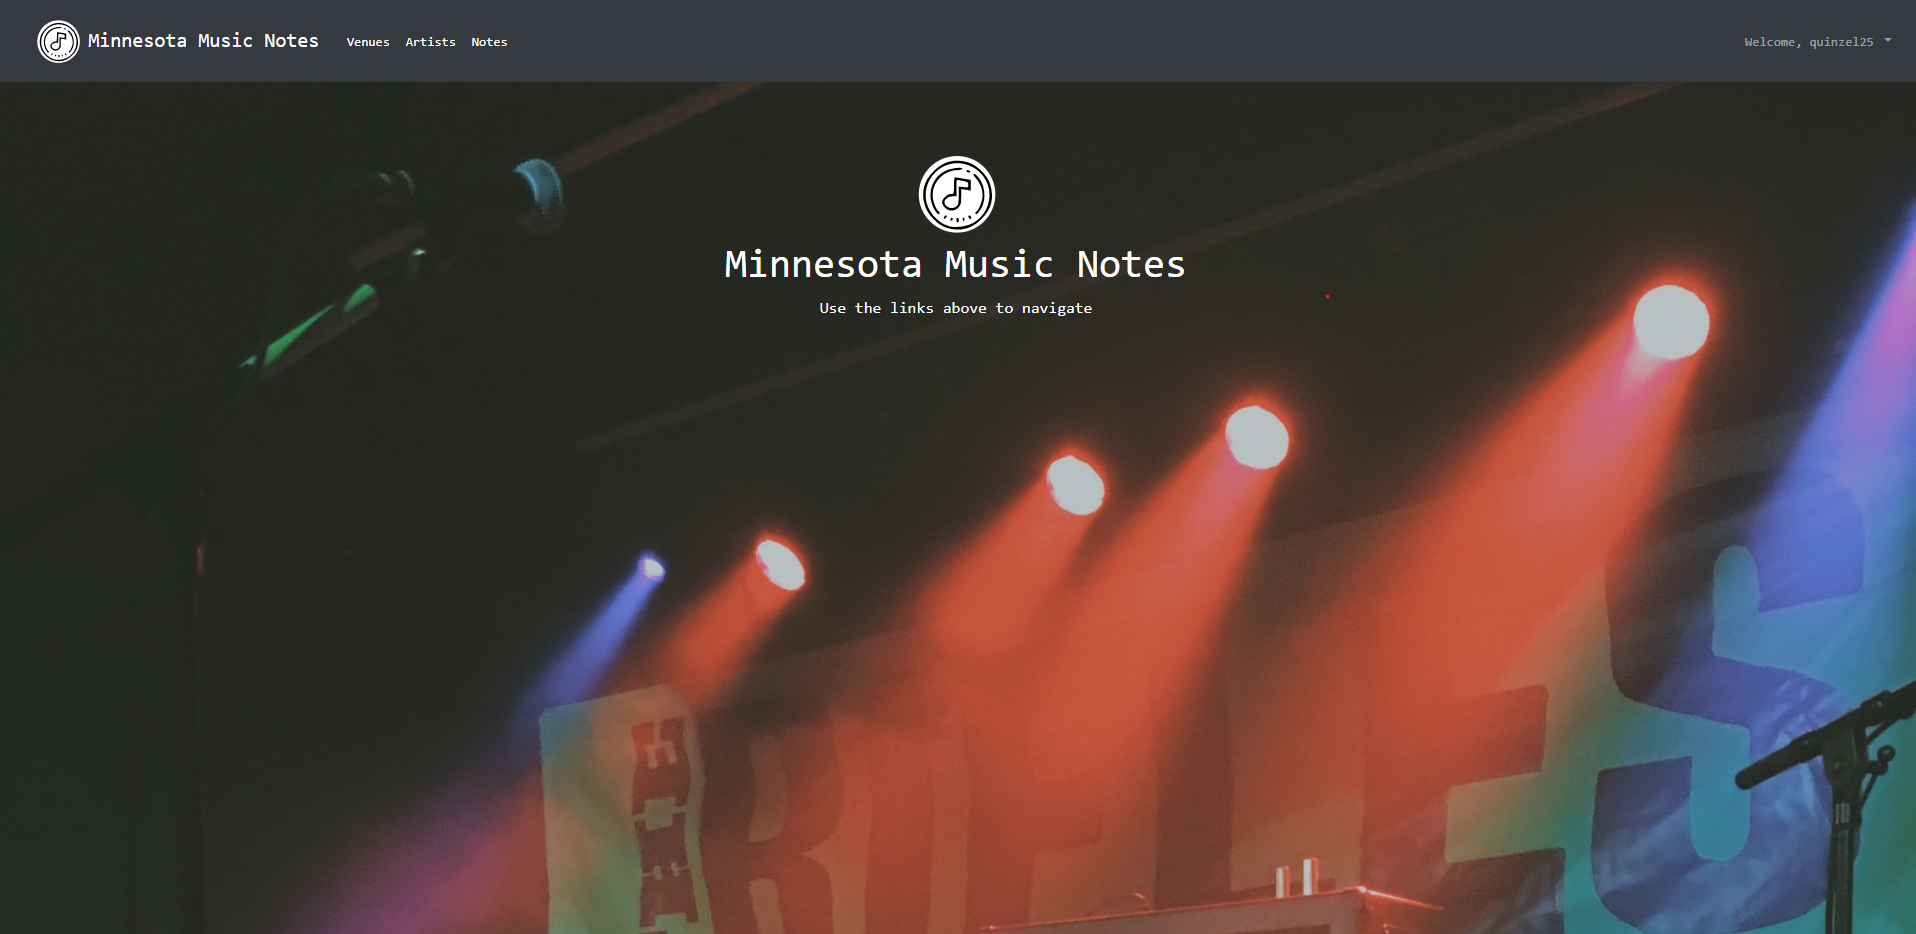 Minnesota Music Notes Venues Artists Notes Welcome, quinzel25
Minnesota Music Notes
Use the links above to navigate